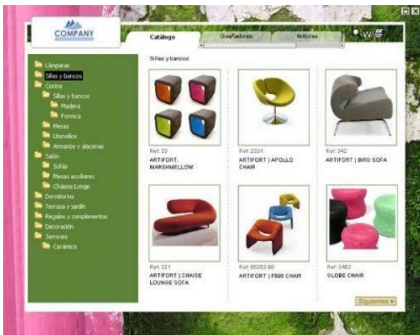 COMPANY
Catálogo
Diseñadores
Noticias
Lámparas
Sillas y bancos
Cocina
Sillas y bancos
Madera
Formica
Mesas
Utensilios
Armarios y alacenas
Salón
Sofás
Mesas auxiliares
Chaisse Longe
Dormitorios
Terraza y jardín
Regalos y complementos
Decoración
Jarrones
Cerámica
Sillas y bancos
Ref: 33
ARTIFORT.
MARSHMELLOW
Ref: 2331
ARTIFORT | APOLLO
CHAIR
Ref: 342
ARTIFORT | BIRD SOFA
Ref: 321
ARTIFORT | CHAISE
LOUNGE SOFA
ARTIFORT | F598 CHAIR
Ref: 3463
GLOBE CHAIR
Siguientes